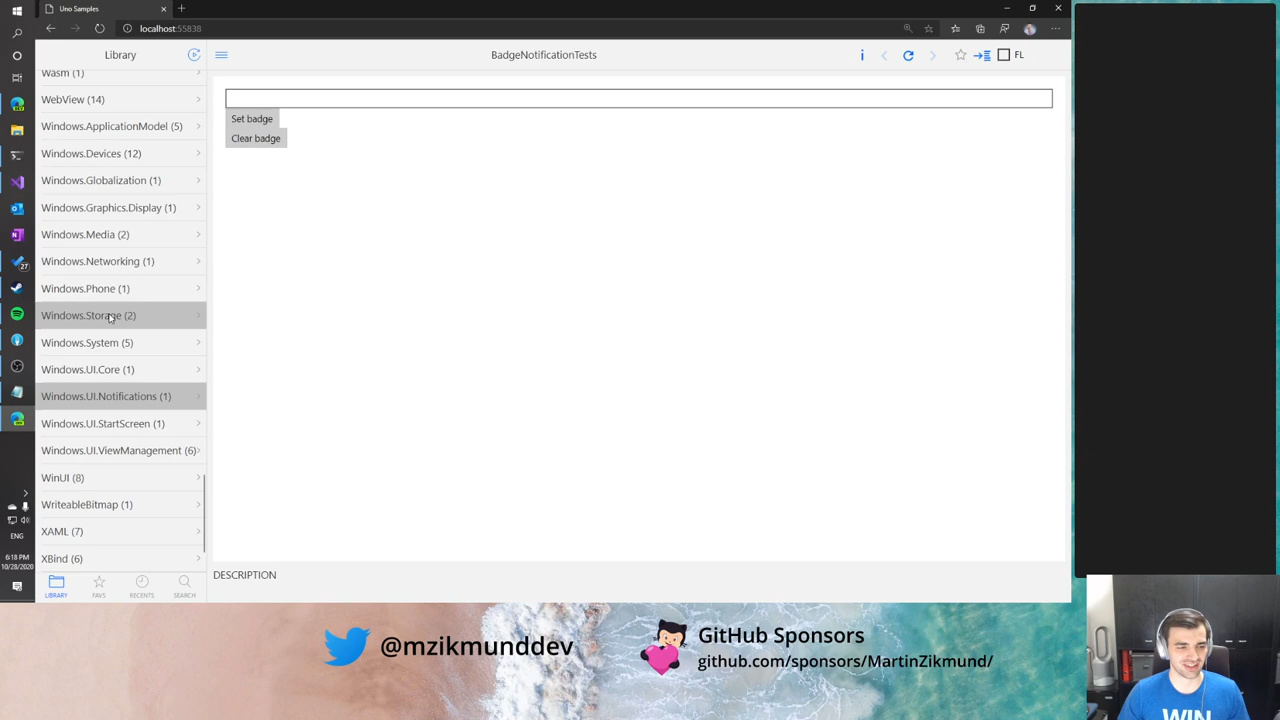 Uno Samples
localhost:55838
Library
BadgeNotificationTests
FL
Wasm (1)
WebView (14)
Windows.ApplicationModel (5)
Windows.Devices (12)
Windows.Globalization (1)
Windows.Graphics.Display (1)
Windows.Media (2)
Windows.Networking (1)
Windows.Phone (1)
Windows.Storage (2)
Windows.System (5)
Windows.UI.Core (1)
Windows.UI.Notifications (1)
Windows.UI.StartScreen (1)
Windows.UI.ViewManagement (6)
WinUI (8)
WriteableBitmap (1)
XAML (7)
XBind (6)
LIBRARY
FAVS
RECENTS
SEARCH
Set badge
Clear badge
DESCRIPTION
27
ENG
6:18 PM
10/28/2020
@mzikmunddev
GitHub Sponsors
github.com/sponsors/MartinZikmund/
WIN